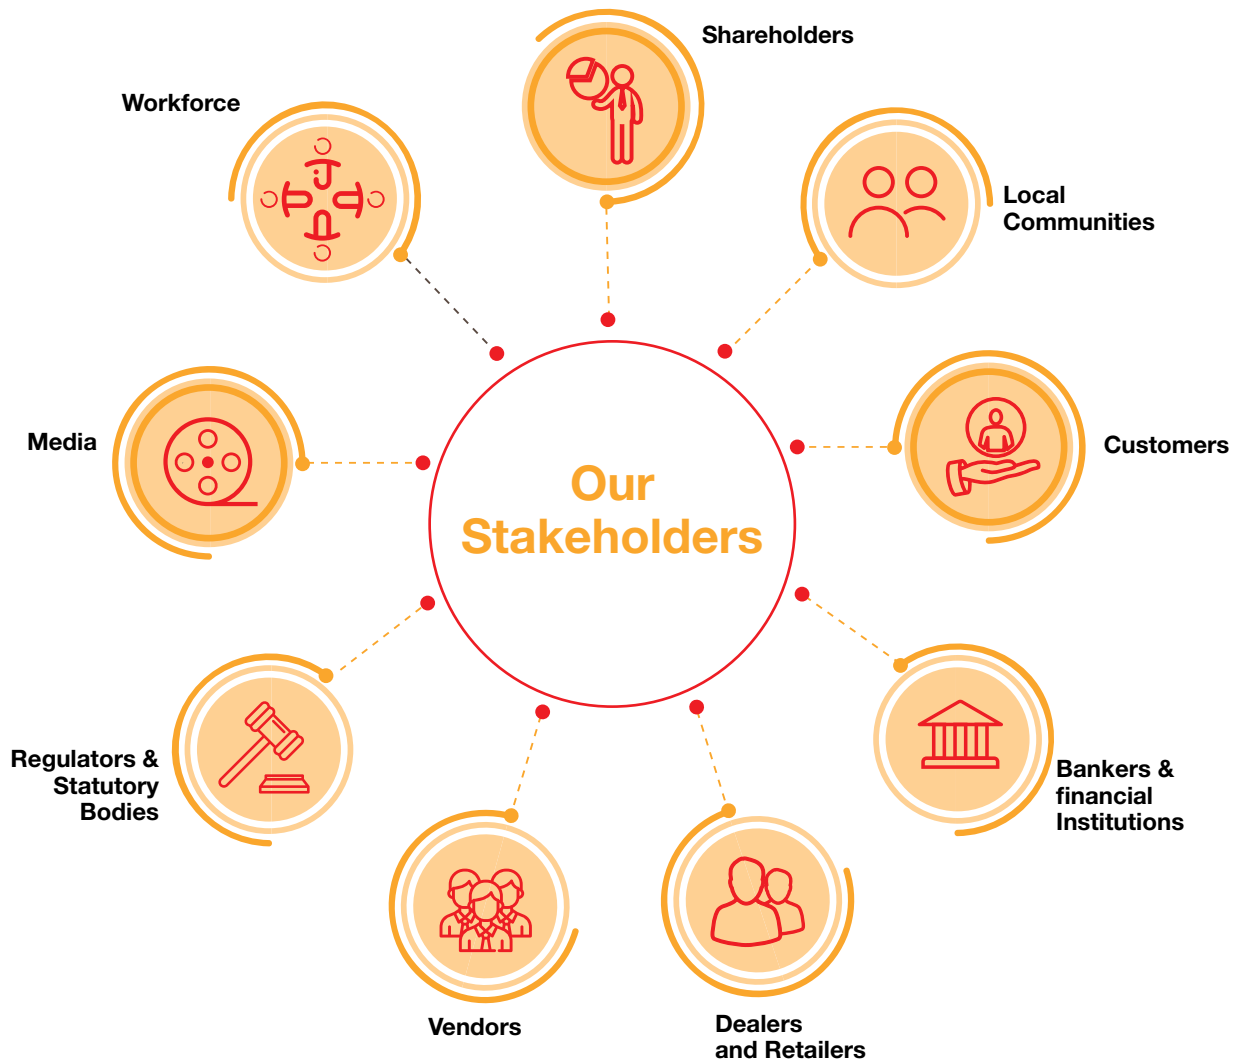 Shareholders
Workforce
Local
Communities
Media
Customers
Our
Stakeholders
Regulators &
Statutory
Bodies
Bankers &
financial
Institutions
Vendors
Dealers
and Retailers